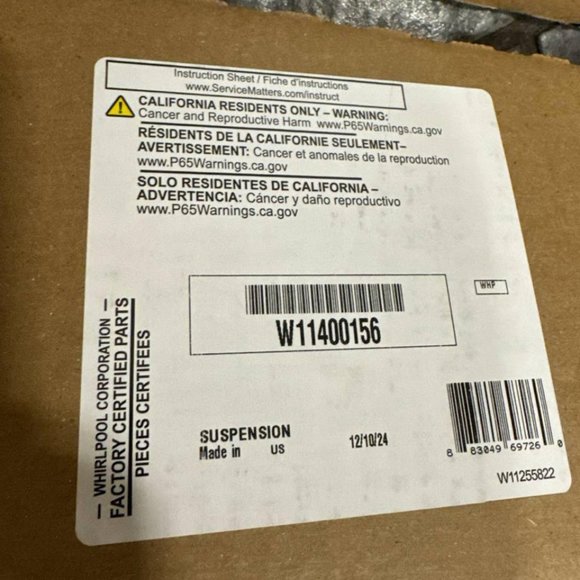 Instruction Sheet / Fiche d'instructions
www.ServiceMatters.com/instruct
CALIFORNIA RESIDENTS ONLY – WARNING:
Cancer and Reproductive Harm www.P65Warnings.ca.gov
RÉSIDENTS DE LA CALIFORNIE SEULEMENT–
AVERTISSEMENT: Cancer et anomales de la reproduction
www.P65Warnings.ca.gov
SOLO RESIDENTES DE CALIFORNIA –
ADVERTENCIA: Cáncer y daño reproductivo
www.P65Warnings.ca.gov
WHP
W11400156
— WHIRLPOOL CORPORATION —
FACTORY CERTIFIED PARTS
PIECES CERTIFEES
SUSPENSION
Made in US
12/10/24
8 83049 69726 0
W11255822